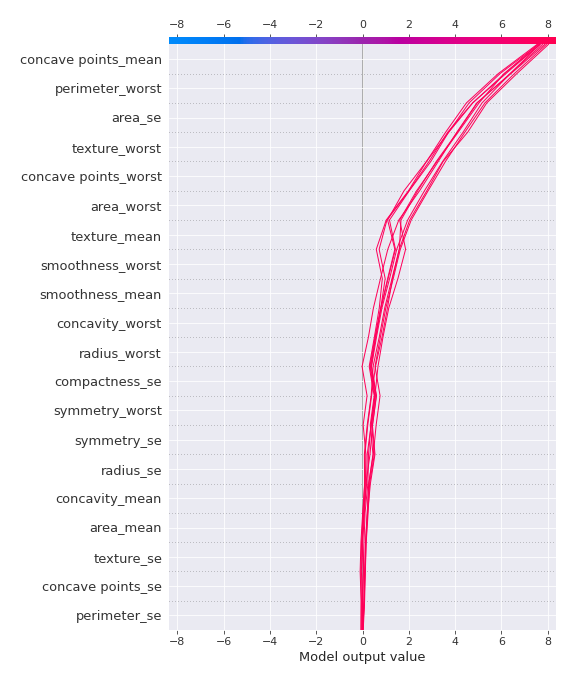 −8 −6 −4 −2 0 2 4 6 8
concave points_mean
perimeter_worst
area_se
texture_worst
concave points_worst
area_worst
texture_mean
smoothness_worst
smoothness_mean
concavity_worst
radius_worst
compactness_se
symmetry_worst
symmetry_se
radius_se
concavity_mean
area_mean
texture_se
concave points_se
perimeter_se
−8 −6 −4 −2 0 2 4 6 8
Model output value